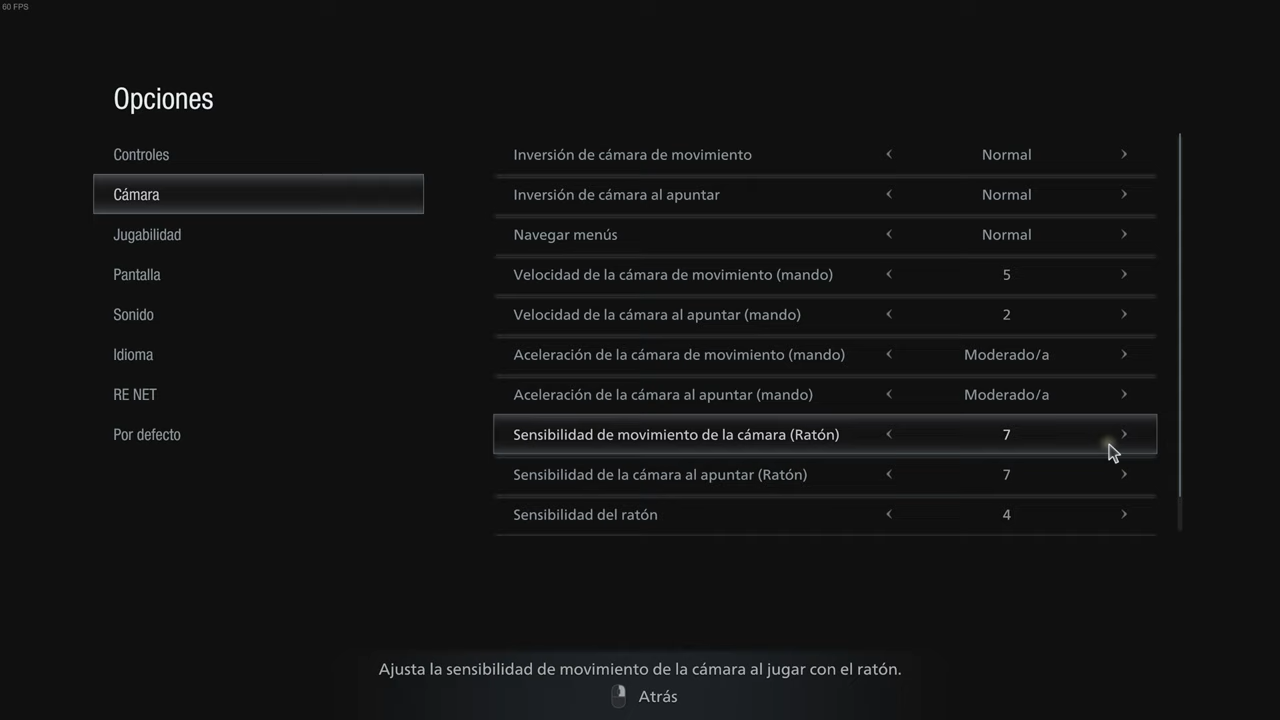 60 FPS
Opciones
Controles
Cámara
Jugabilidad
Pantalla
Sonido
Idioma
RE NET
Por defecto
Inversión de cámara de movimiento Normal
Inversión de cámara al apuntar Normal
Navegar menús Normal
Velocidad de la cámara de movimiento (mando) 5
Velocidad de la cámara al apuntar (mando) 2
Aceleración de la cámara de movimiento (mando) Moderado/a
Aceleración de la cámara al apuntar (mando) Moderado/a
Sensibilidad de movimiento de la cámara (Ratón) 7
Sensibilidad de la cámara al apuntar (Ratón) 7
Sensibilidad del ratón 4
Ajusta la sensibilidad de movimiento de la cámara al jugar con el ratón.
Atrás